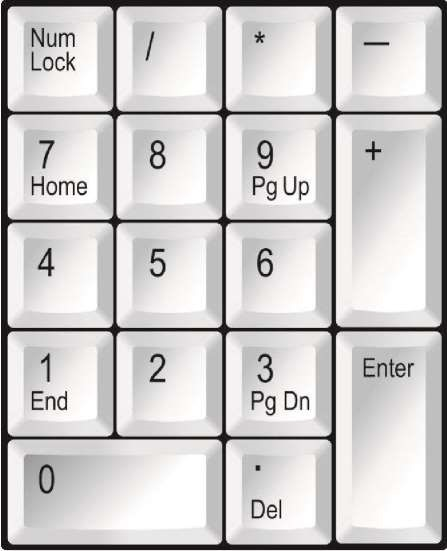 Num
Lock
/
*
—
7
Home
8
9
Pg Up
+
4
5
6
1
End
2
3
Pg Dn
Enter
0
.
Del